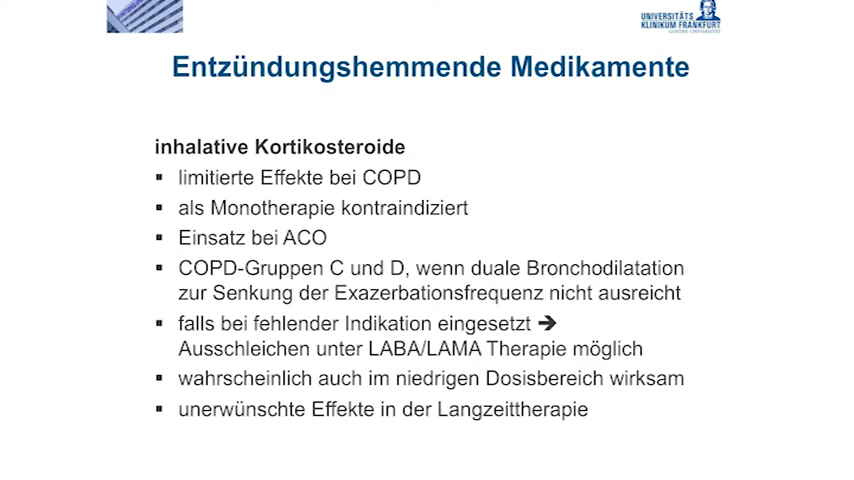 UNIVERSITÄTS
KLINIKUM FRANKFURT
GOETHE-UNIVERSITÄT
Entzündungshemmende Medikamente
inhalative Kortikosteroide
▪ limitierte Effekte bei COPD
▪ als Monotherapie kontraindiziert
▪ Einsatz bei ACO
▪ COPD-Gruppen C und D, wenn duale Bronchodilatation
zur Senkung der Exazerbationsfrequenz nicht ausreicht
▪ falls bei fehlender Indikation eingesetzt ➔
Ausschleichen unter LABA/LAMA Therapie möglich
▪ wahrscheinlich auch im niedrigen Dosisbereich wirksam
▪ unerwünschte Effekte in der Langzeittherapie